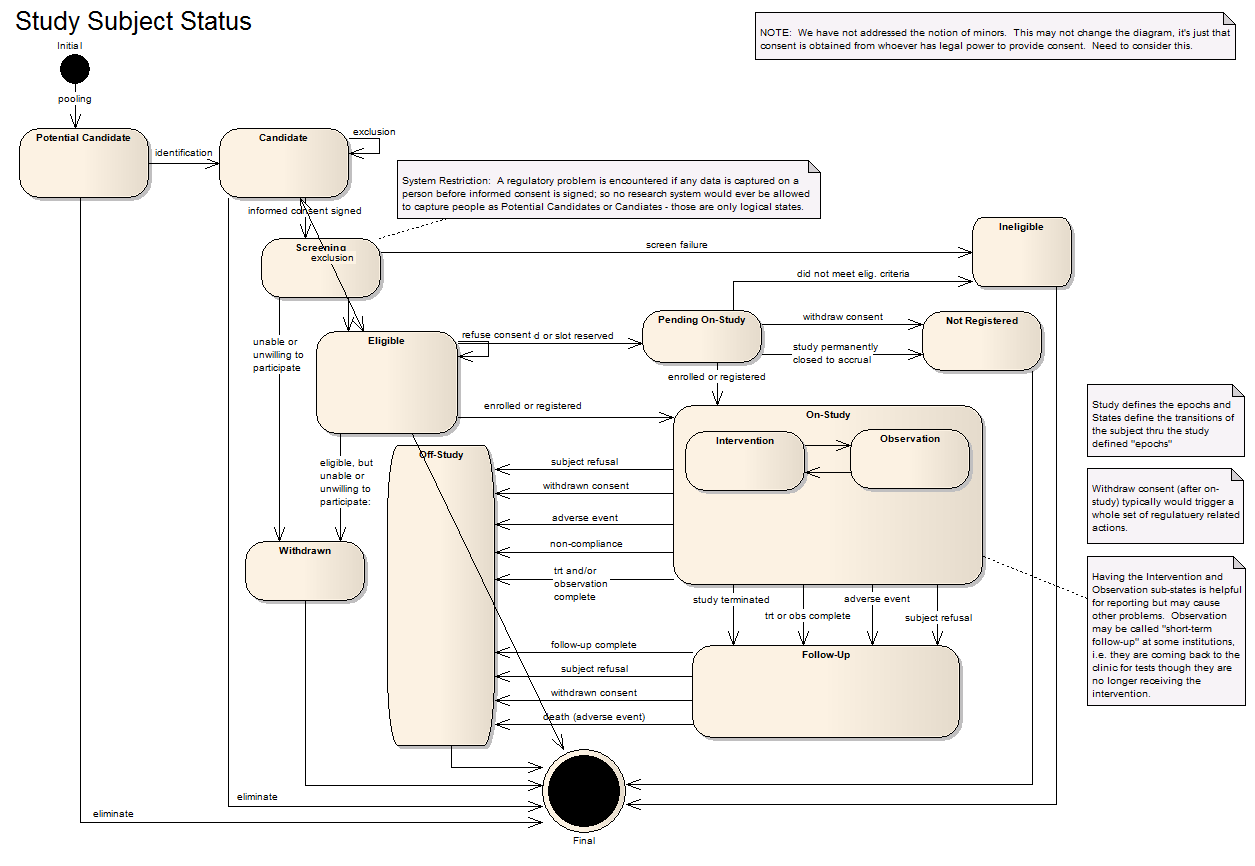 Study Subject Status
Initial
NOTE:  We have not addressed the notion of minors.  This may not change the diagram, it's just that
consent is obtained from whoever has legal power to provide consent.  Need to consider this.
pooling
Potential Candidate
identification
Candidate
exclusion
System Restriction:  A regulatory problem is encountered if any data is captured on a
person before informed consent is signed; so no research system would ever be allowed
to capture people as Potential Candidates or Candiates - those are only logical states.
informed consent signed
Screening
exclusion
screen failure
Ineligible
did not meet elig. criteria
Pending On-Study
withdraw consent
Not Registered
study permanently
closed to accrual
unable or
unwilling to
participate
Eligible
refuse consent
d or slot reserved
enrolled or registered
enrolled or registered
On-Study
Intervention
Observation
Study defines the epochs and
States define the transitions of
the subject thru the study
defined "epochs"
Off-Study
eligible, but
unable or
unwilling to
participate:
subject refusal
withdrawn consent
adverse event
non-compliance
trt and/or
observation
complete
Withdraw consent (after on-
study) typically would trigger a
whole set of regulatuery related
actions.
Withdrawn
Having the Intervention and
Observation sub-states is helpful
for reporting but may cause
other problems.  Observation
may be called "short-term
follow-up" at some institutions,
i.e. they are coming back to the
clinic for tests though they are
no longer receiving the
intervention.
study terminated
trt or obs complete
adverse event
subject refusal
Follow-Up
follow-up complete
subject refusal
withdrawn consent
death (adverse event)
eliminate
eliminate
Final